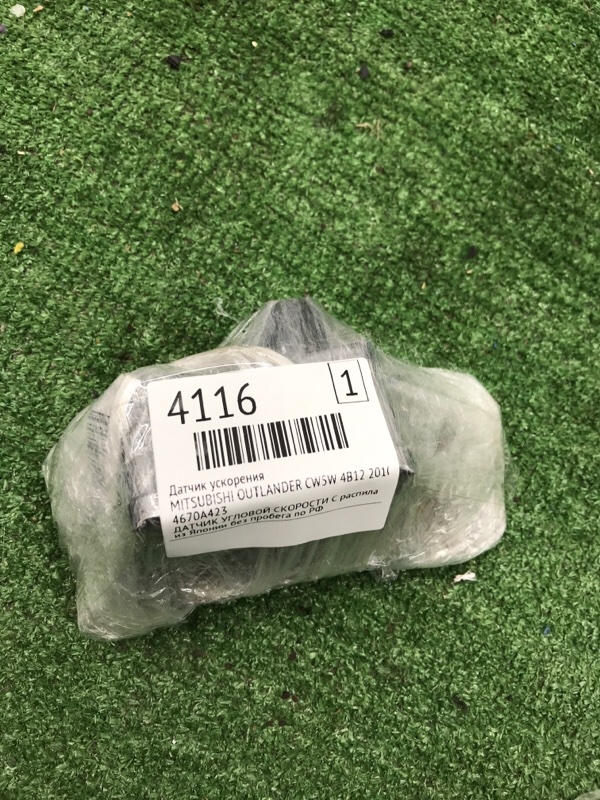 4116
1
Датчик ускорения
MITSUBISHI OUTLANDER CW5W 4B12 201
4670A423
ДАТЧИК УГЛОВОЙ СКОРОСТИ С распила
из Японии без пробега по РФ